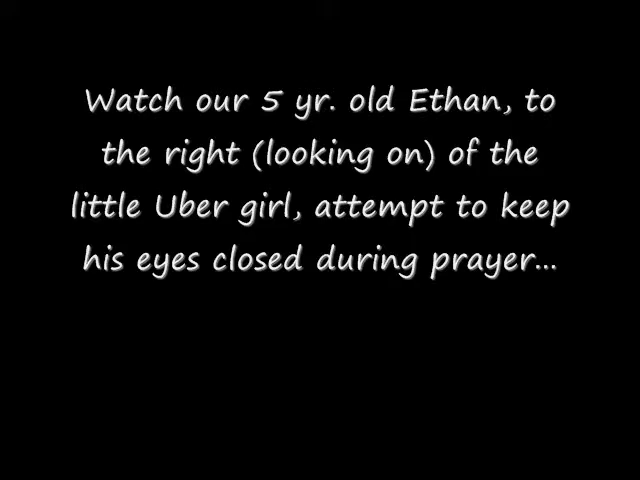 Watch our 5 yr. old Ethan, to
the right (looking on) of the
little Uber girl, attempt to keep
his eyes closed during prayer...